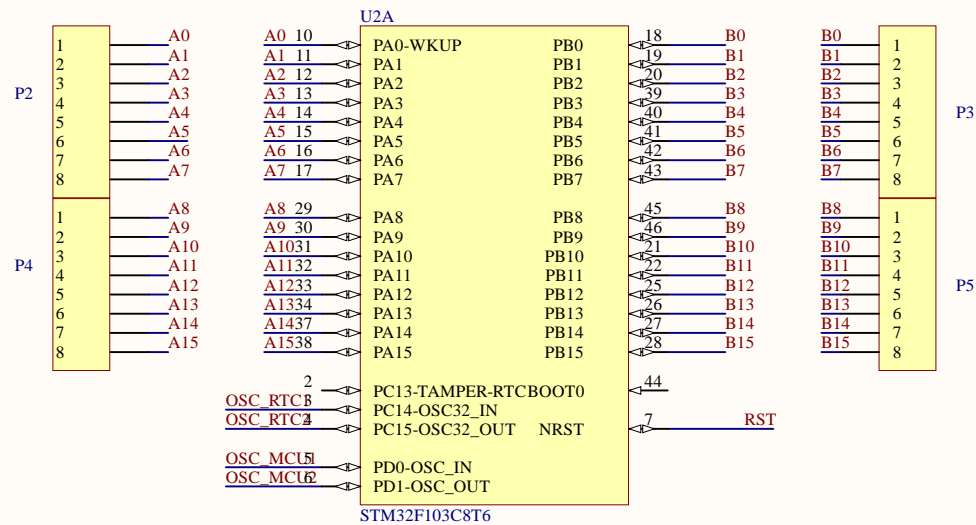 U2A
A0 A0 10 PA0-WKUP PB0 18 B0 B0
1 1
A1 A1 11 PA1 PB1 19 B1 B1
2 2
A2 A2 12 PA2 PB2 20 B2 B2
3 3
P2 A3 A3 13 PA3 PB3 39 B3 B3
4 4
A4 A4 14 PA4 PB4 40 B4 B4 P3
5 5
A5 A5 15 PA5 PB5 41 B5 B5
6 6
A6 A6 16 PA6 PB6 42 B6 B6
7 7
A7 A7 17 PA7 PB7 43 B7 B7
8 8
A8 A8 29 PA8 PB8 45 B8 B8
1 1
A9 A9 30 PA9 PB9 46 B9 B9
2 2
A10 A10 31 PA10 PB10 21 B10 B10
3 3
P4 A11 A11 32 PA11 PB11 22 B11 B11
4 4
A12 A12 33 PA12 PB12 25 B12 B12 P5
5 5
A13 A13 34 PA13 PB13 26 B13 B13
6 6
A14 A14 37 PA14 PB14 27 B14 B14
7 7
A15 A15 38 PA15 PB15 28 B15 B15
8 8
2 PC13-TAMPER-RTC BOOT0 44
OSC_RTC1 3 PC14-OSC32_IN
OSC_RTC2 4 PC15-OSC32_OUT NRST 7 RST
OSC_MCU1 5 PD0-OSC_IN
OSC_MCU2 6 PD1-OSC_OUT
STM32F103C8T6